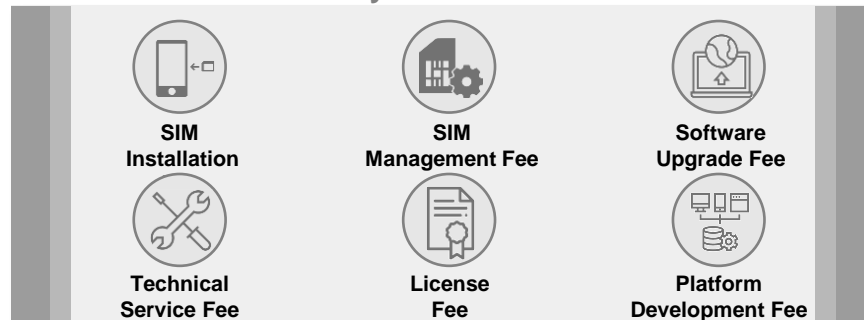 SIM
Installation
SIM
Management Fee
Software
Upgrade Fee
Technical
Service Fee
License
Fee
Platform
Development Fee